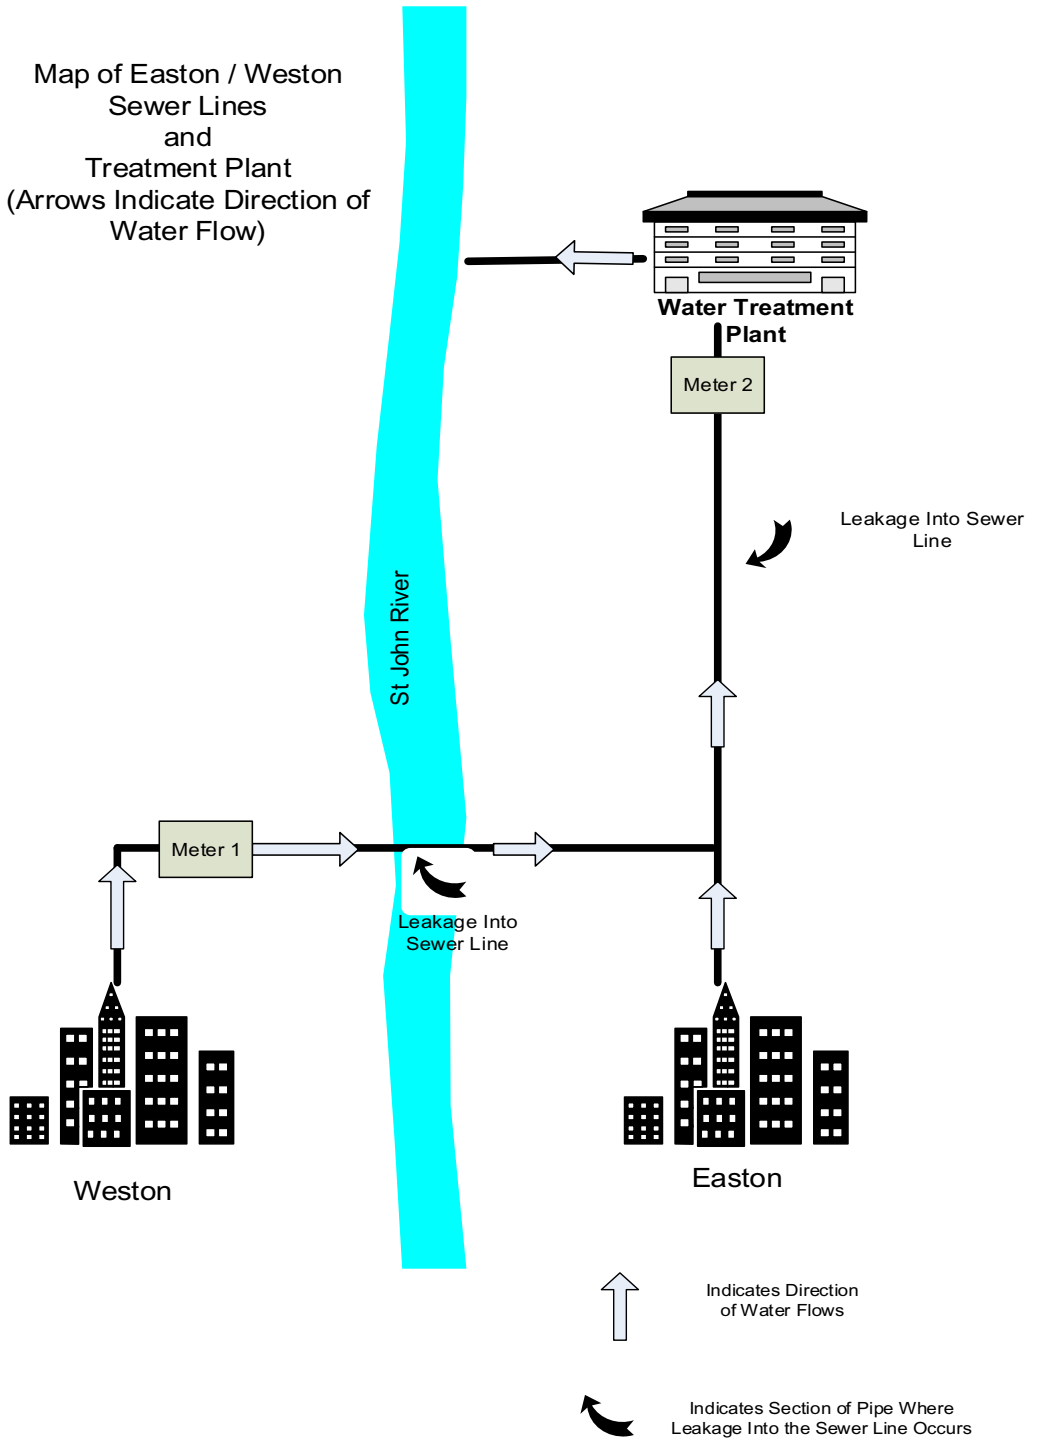 Map of Easton / Weston
Sewer Lines
and
Treatment Plant
(Arrows Indicate Direction of
Water Flow)
Water Treatment
Plant
Meter 2
Leakage Into Sewer
Line
St John River
Meter 1
Leakage Into
Sewer Line
Weston
Easton
Indicates Direction
of Water Flows
Indicates Section of Pipe Where
Leakage Into the Sewer Line Occurs